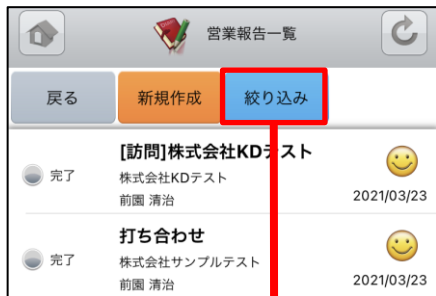 営業報告一覧
戻る 新規作成 絞り込み
[訪問]株式会社KDテスト
完了 株式会社KDテスト
前園 清治 2021/03/23
打ち合わせ
完了 株式会社サンプルテスト
前園 清治 2021/03/23